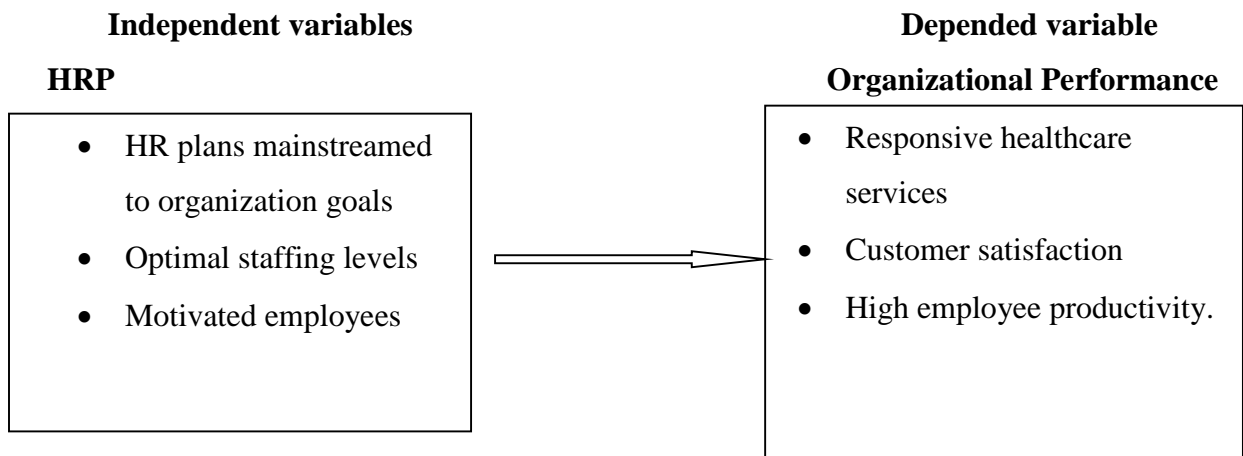 Independent variables
HRP
• HR plans mainstreamed
to organization goals
• Optimal staffing levels
• Motivated employees
Depended variable
Organizational Performance
• Responsive healthcare
services
• Customer satisfaction
• High employee productivity.